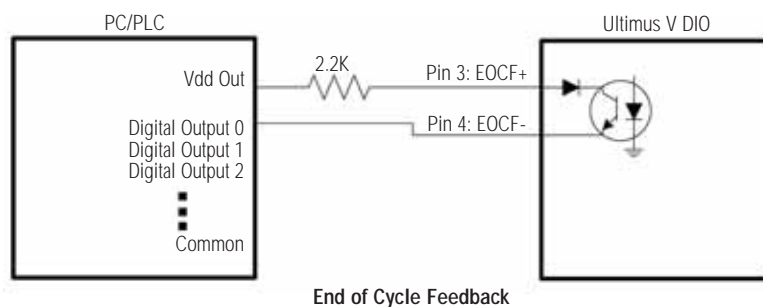 PC/PLC
Ultimus V DIO
2.2K
Vdd Out
Pin 3: EOCF+
Digital Output 0
Pin 4: EOCF-
Digital Output 1
Digital Output 2
Common
End of Cycle Feedback